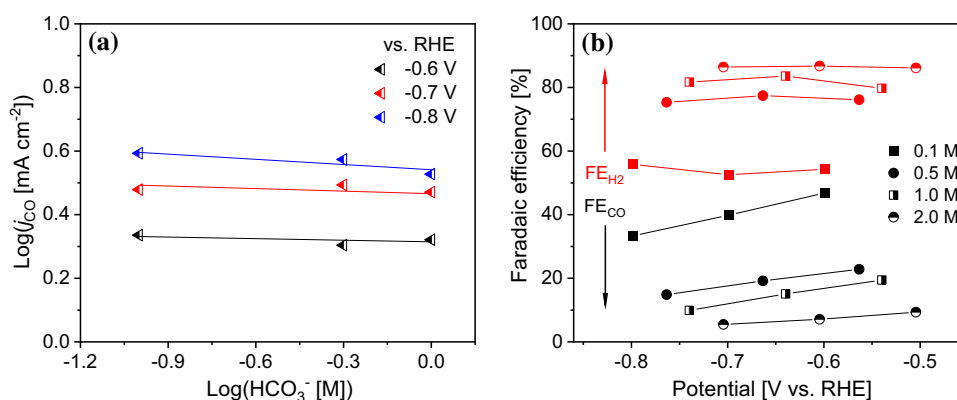 (a)
vs. RHE
-0.6 V
-0.7 V
-0.8 V
1.0
0.8
0.6
0.4
0.2
0.0
Log(j_CO [mA cm⁻²])
-1.2 -0.9 -0.6 -0.3 0.0
Log(HCO₃⁻ [M])
(b)
100
80
60
40
20
0
Faradaic efficiency [%]
FE_H2
FE_CO
0.1 M
0.5 M
1.0 M
2.0 M
-0.8 -0.7 -0.6 -0.5
Potential [V vs. RHE]